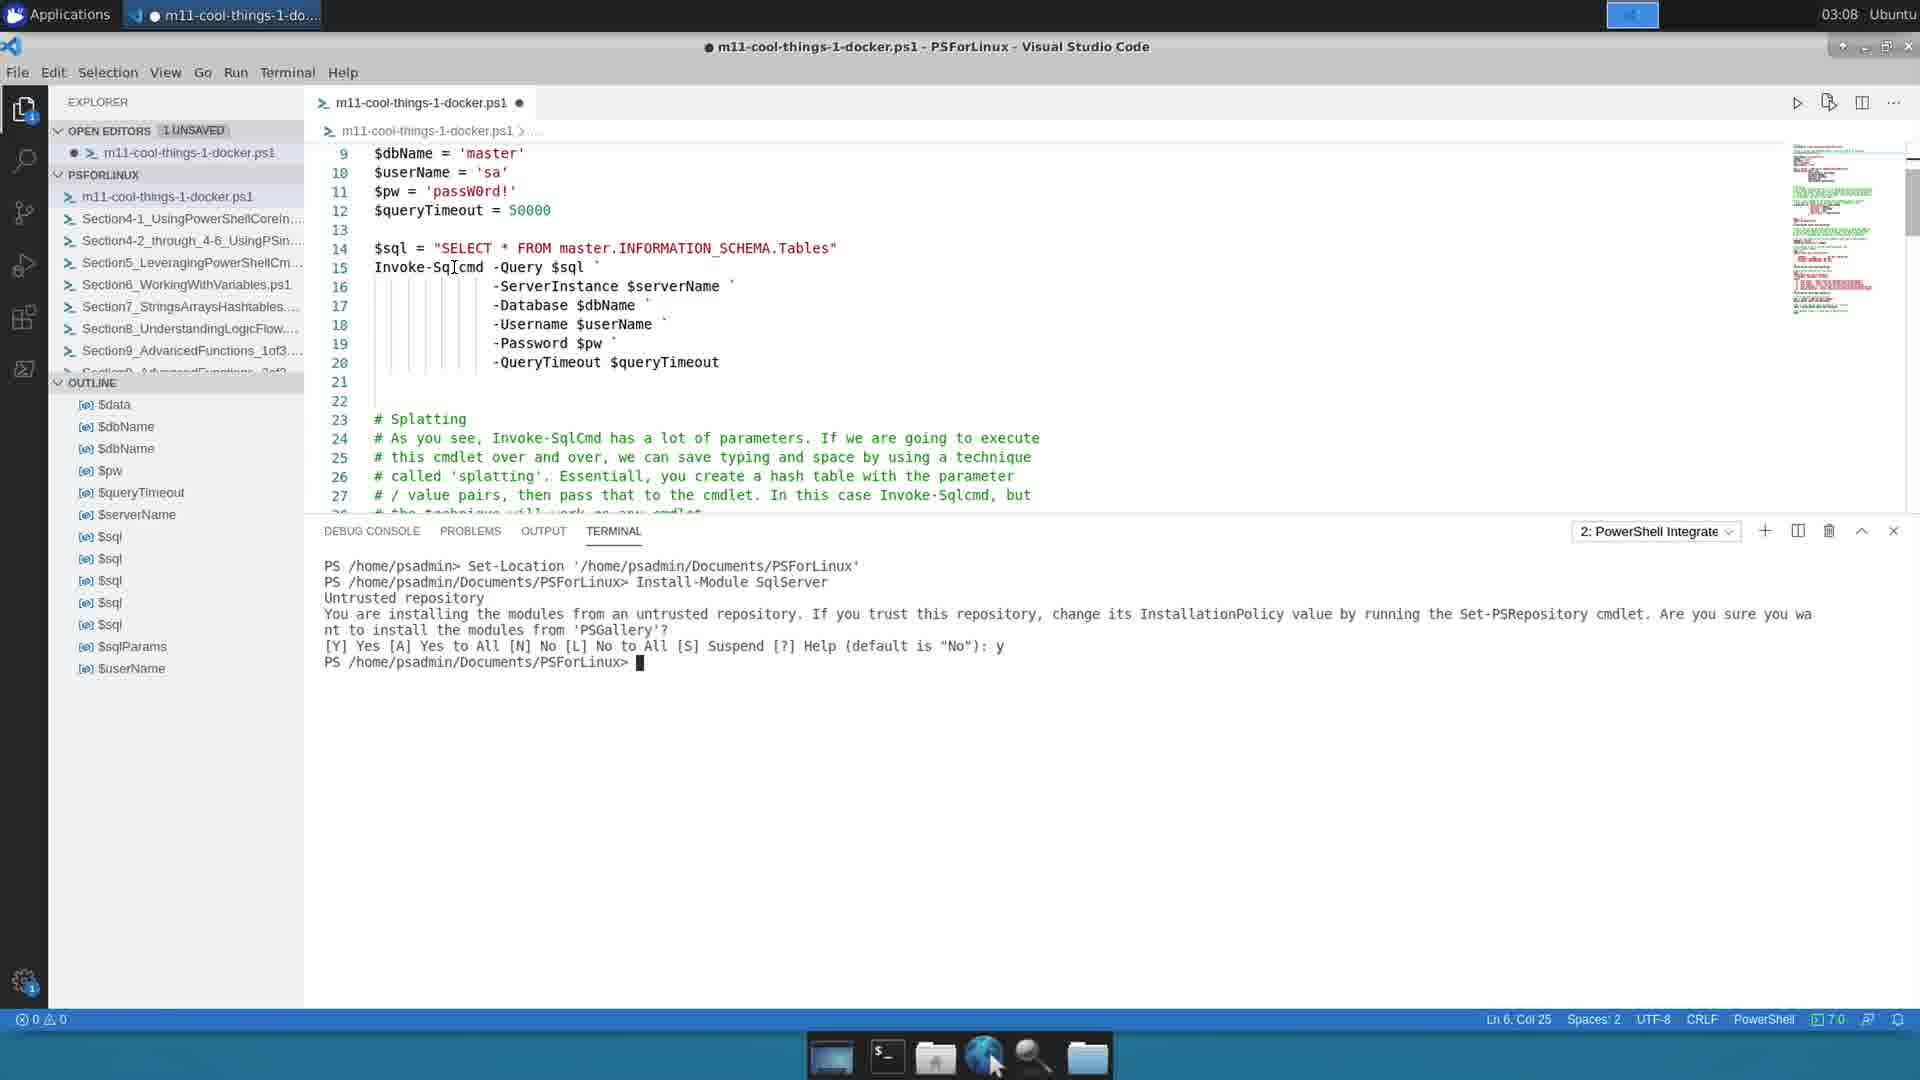 Applications
m11-cool-things-1-do...
03:08 Ubuntu
m11-cool-things-1-docker.ps1 - PSForLinux - Visual Studio Code
File Edit Selection View Go Run Terminal Help
EXPLORER
OPEN EDITORS 1 UNSAVED
m11-cool-things-1-docker.ps1
PSFORLINUX
m11-cool-things-1-docker.ps1
Section4-1_UsingPowerShellCoreIn...
Section4-2_through_4-6_UsingPSin...
Section5_LeveragingPowerShellCm...
Section6_WorkingWithVariables.ps1
Section7_StringsArraysHashtables....
Section8_UnderstandingLogicFlow....
Section9_AdvancedFunctions_1of3....
OUTLINE
$data
$dbName
$dbName
$pw
$queryTimeout
$serverName
$sql
$sql
$sql
$sql
$sql
$sqlParams
$userName
m11-cool-things-1-docker.ps1
m11-cool-things-1-docker.ps1 > ...
9 $dbName = 'master'
10 $userName = 'sa'
11 $pw = 'passW0rd!'
12 $queryTimeout = 50000
13
14 $sql = "SELECT * FROM master.INFORMATION_SCHEMA.Tables"
15 Invoke-Sqlcmd -Query $sql `
16 -ServerInstance $serverName `
17 -Database $dbName `
18 -Username $userName `
19 -Password $pw `
20 -QueryTimeout $queryTimeout
21
22
23 # Splatting
24 # As you see, Invoke-SqlCmd has a lot of parameters. If we are going to execute
25 # this cmdlet over and over, we can save typing and space by using a technique
26 # called 'splatting'. Essentiall, you create a hash table with the parameter
27 # / value pairs, then pass that to the cmdlet. In this case Invoke-Sqlcmd, but
DEBUG CONSOLE PROBLEMS OUTPUT TERMINAL
2: PowerShell Integrate
PS /home/psadmin> Set-Location '/home/psadmin/Documents/PSForLinux'
PS /home/psadmin/Documents/PSForLinux> Install-Module SqlServer
Untrusted repository
You are installing the modules from an untrusted repository. If you trust this repository, change its InstallationPolicy value by running the Set-PSRepository cmdlet. Are you sure you wa
nt to install the modules from 'PSGallery'?
[Y] Yes [A] Yes to All [N] No [L] No to All [S] Suspend [?] Help (default is "No"): y
PS /home/psadmin/Documents/PSForLinux>
0 0
Ln 6, Col 25 Spaces: 2 UTF-8 CRLF PowerShell 7.0